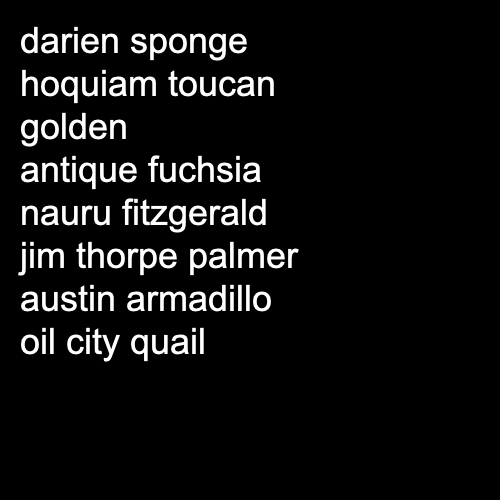 darien sponge
hoquiam toucan
golden
antique fuchsia
nauru fitzgerald
jim thorpe palmer
austin armadillo
oil city quail